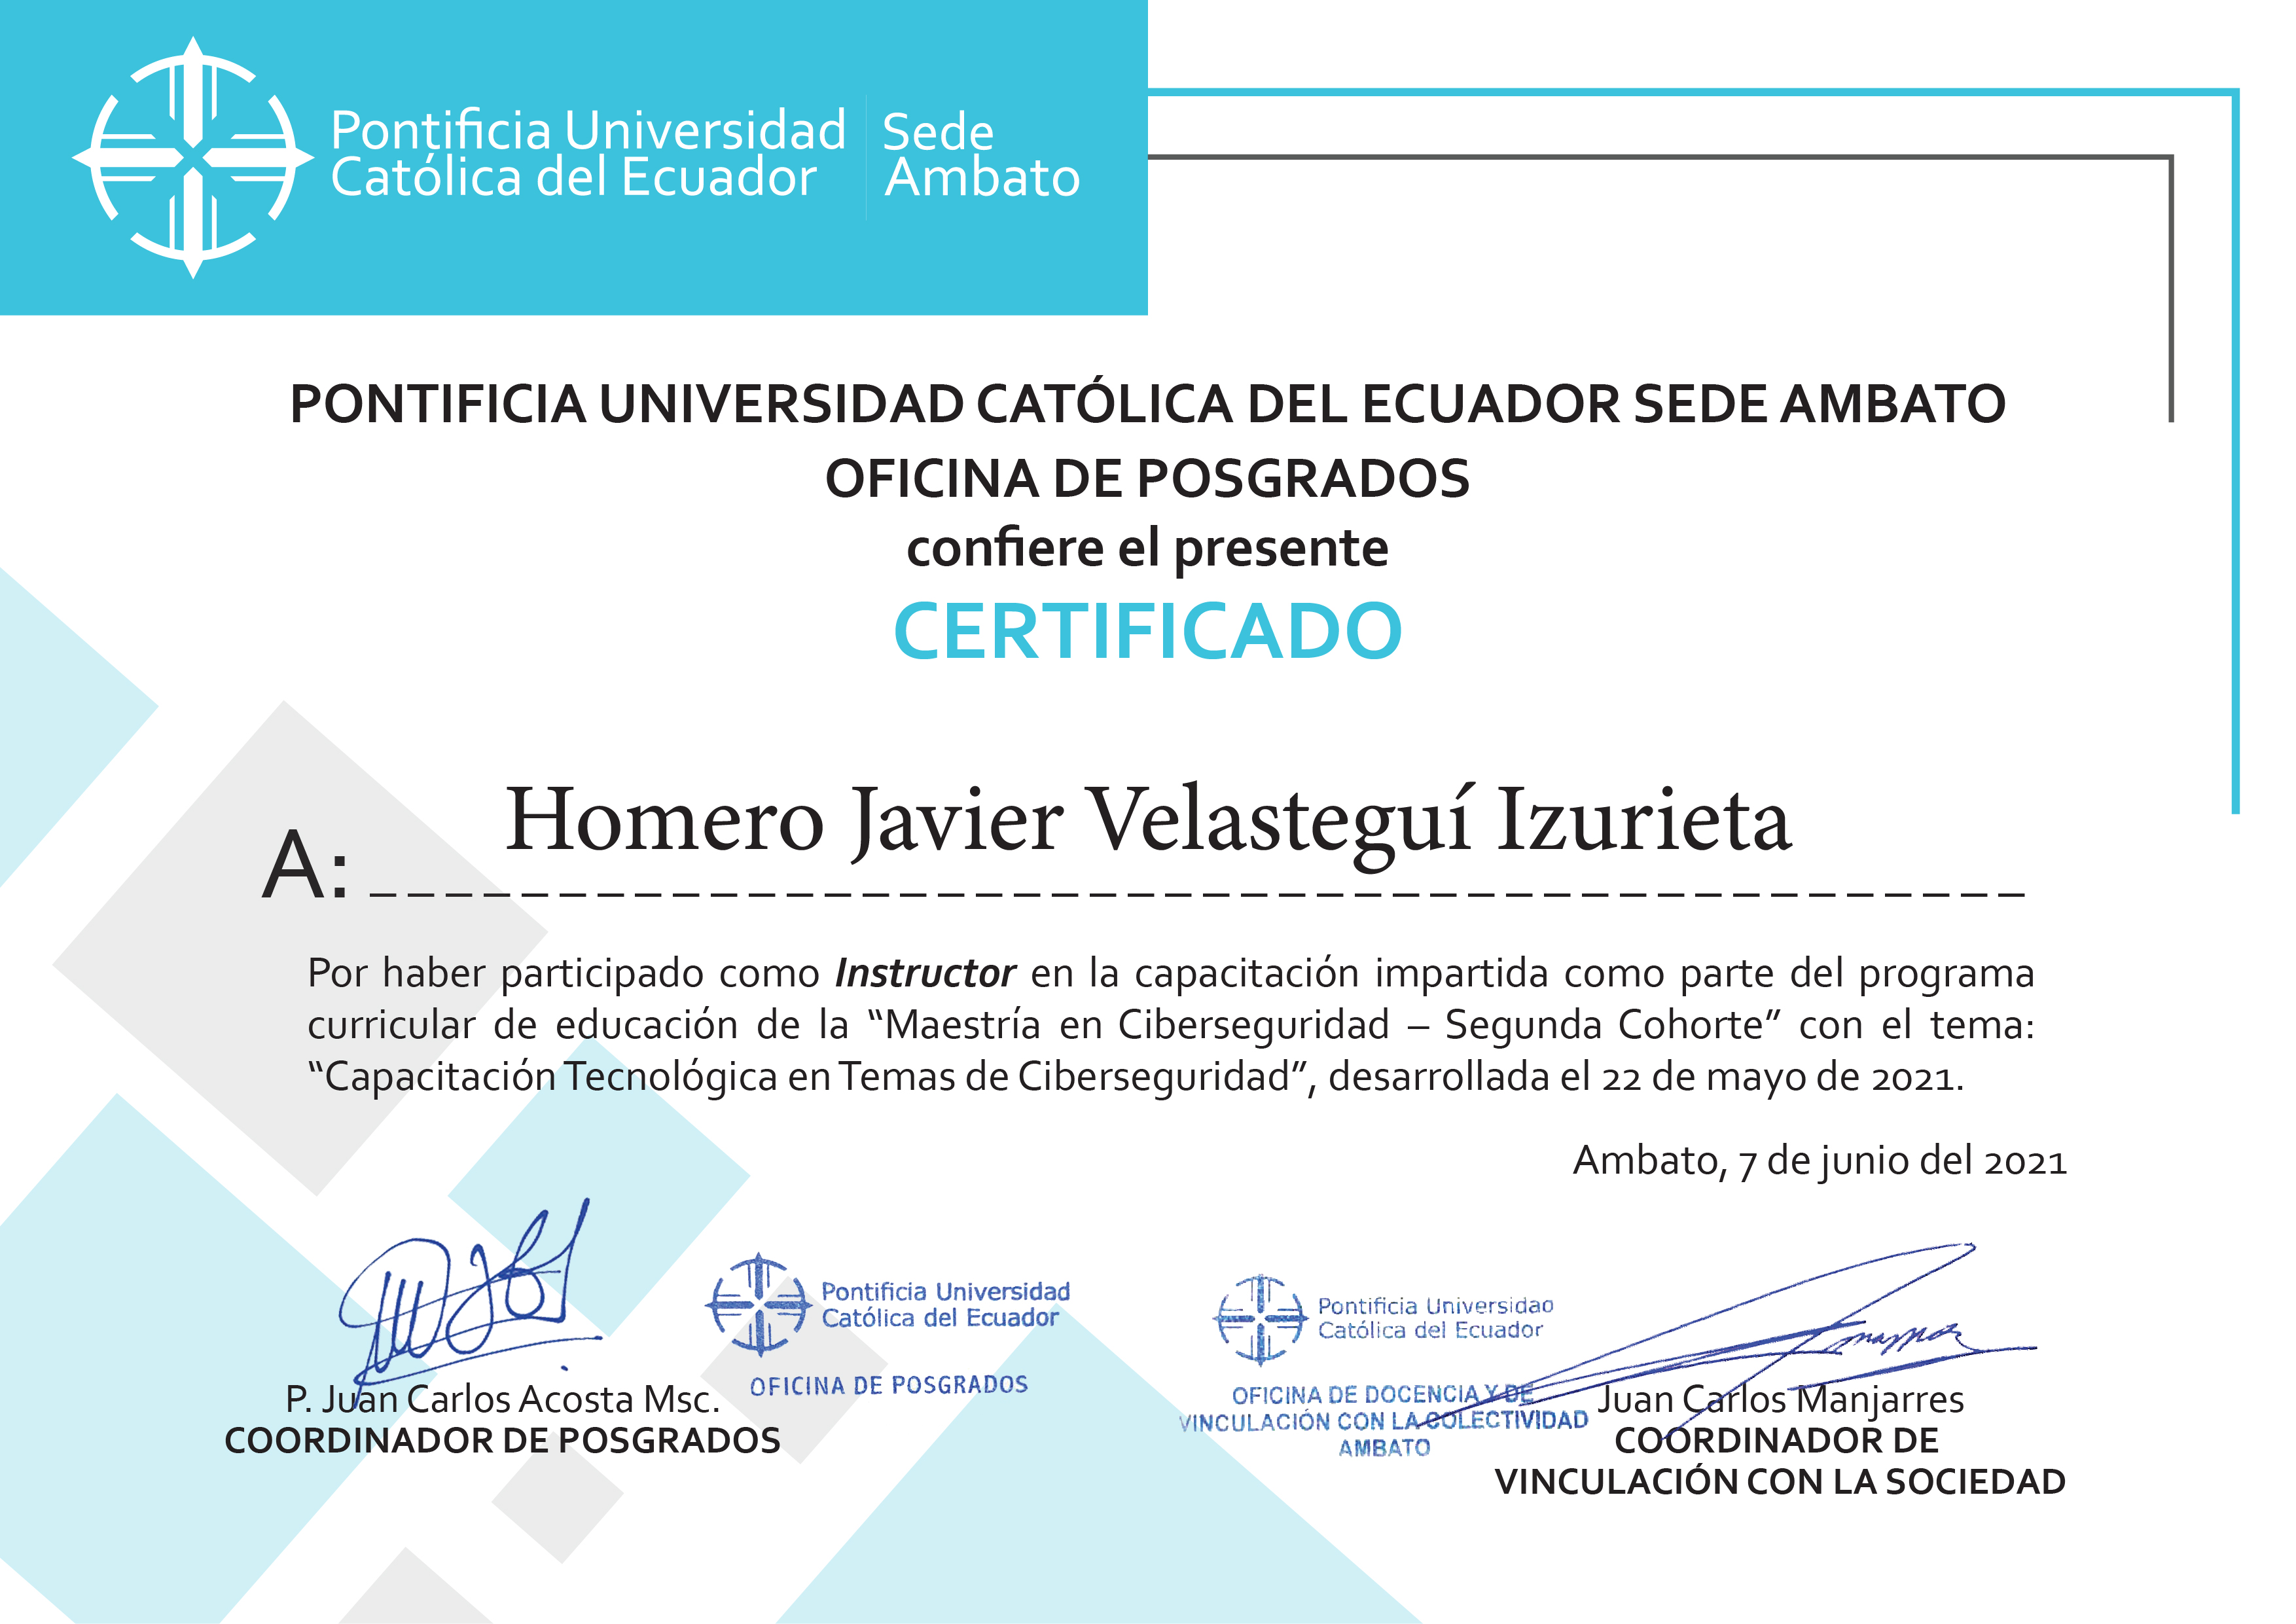 Pontificia Universidad
Católica del Ecuador
Sede
Ambato
PONTIFICIA UNIVERSIDAD CATÓLICA DEL ECUADOR SEDE AMBATO
OFICINA DE POSGRADOS
confiere el presente
CERTIFICADO
A: Homero Javier Velasteguí Izurieta
Por haber participado como Instructor en la capacitación impartida como parte del programa
curricular de educación de la “Maestría en Ciberseguridad – Segunda Cohorte” con el tema:
“Capacitación Tecnológica en Temas de Ciberseguridad”, desarrollada el 22 de mayo de 2021.
Ambato, 7 de junio del 2021
Pontificia Universidad
Católica del Ecuador
OFICINA DE POSGRADOS
P. Juan Carlos Acosta Msc.
COORDINADOR DE POSGRADOS
Pontificia Universidad
Católica del Ecuador
OFICINA DE DOCENCIA Y DE
VINCULACIÓN CON LA COLECTIVIDAD
AMBATO
Juan Carlos Manjarres
COORDINADOR DE
VINCULACIÓN CON LA SOCIEDAD